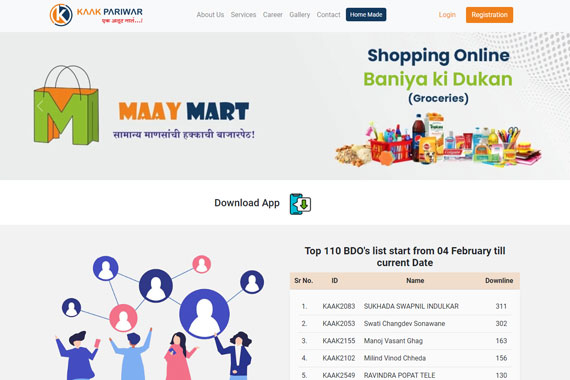 KAAK PARIWAR
एक अतूट नातं...!
About Us Services Career Gallery Contact Home Made Login Registration
Shopping Online
Baniya ki Dukan
(Groceries)
M
MAAY MART
सामान्य माणसांची हक्काची बाजारपेठ!
Download App
Top 110 BDO's list start from 04 February till
current Date
Sr No. ID Name Downline
1. KAAK2083 SUKHADA SWAPNIL INDULKAR 311
2. KAAK2053 Swati Changdev Sonawane 302
3. KAAK2155 Manoj Vasant Ghag 163
4. KAAK2102 Milind Vinod Chheda 156
5. KAAK2549 RAVINDRA POPAT TELE 130